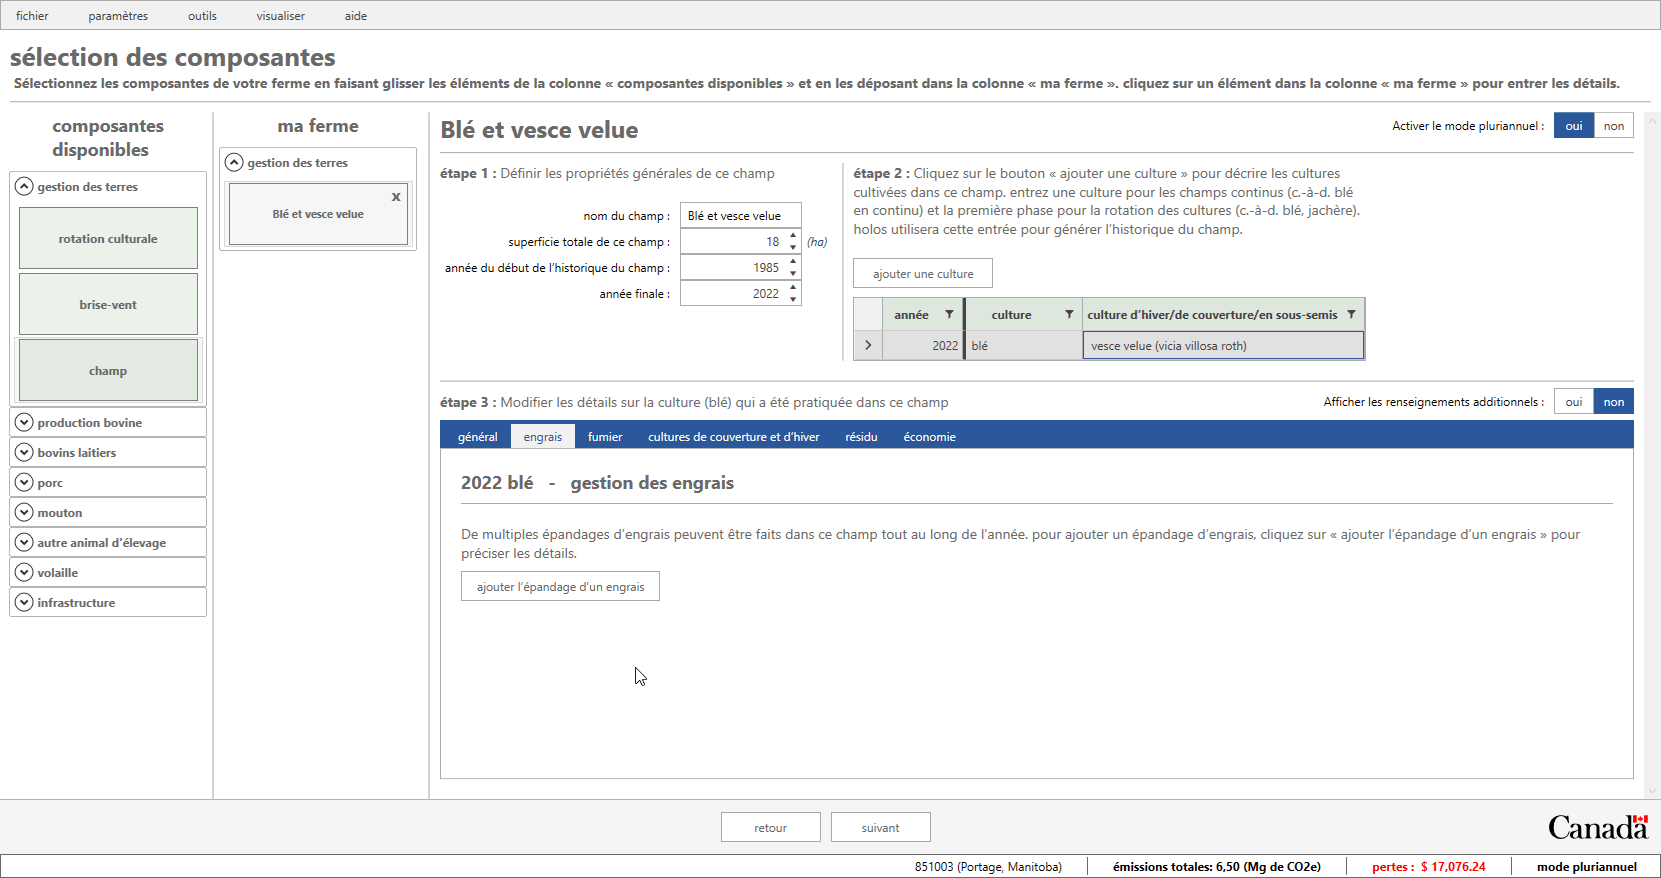 fichier paramètres outils visualiser aide
sélection des composantes
Sélectionnez les composantes de votre ferme en faisant glisser les éléments de la colonne « composantes disponibles » et en les déposant dans la colonne « ma ferme ». cliquez sur un élément dans la colonne « ma ferme » pour entrer les détails.
composantes
disponibles
gestion des terres
rotation culturale
brise-vent
champ
production bovine
bovins laitiers
porc
mouton
autre animal d'élevage
volaille
infrastructure
ma ferme
gestion des terres
x
Blé et vesce velue
Blé et vesce velue
Activer le mode pluriannuel : oui non
étape 1 : Définir les propriétés générales de ce champ
nom du champ : Blé et vesce velue
superficie totale de ce champ : 18 (ha)
année du début de l'historique du champ : 1985
année finale : 2022
étape 2 : Cliquez sur le bouton « ajouter une culture » pour décrire les cultures
cultivées dans ce champ. entrez une culture pour les champs continus (c.-à-d. blé
en continu) et la première phase pour la rotation des cultures (c.-à-d. blé, jachère).
holos utilisera cette entrée pour générer l'historique du champ.
ajouter une culture
année culture culture d'hiver/de couverture/en sous-semis
2022 blé vesce velue (vicia villosa roth)
étape 3 : Modifier les détails sur la culture (blé) qui a été pratiquée dans ce champ
Afficher les renseignements additionnels : oui non
général engrais fumier cultures de couverture et d'hiver résidu économie
2022 blé - gestion des engrais
De multiples épandages d'engrais peuvent être faits dans ce champ tout au long de l'année. pour ajouter un épandage d'engrais, cliquez sur « ajouter l'épandage d'un engrais » pour
préciser les détails.
ajouter l'épandage d'un engrais
retour suivant
Canada
851003 (Portage, Manitoba) émissions totales: 6,50 (Mg de CO2e) pertes : $ 17,076.24 mode pluriannuel